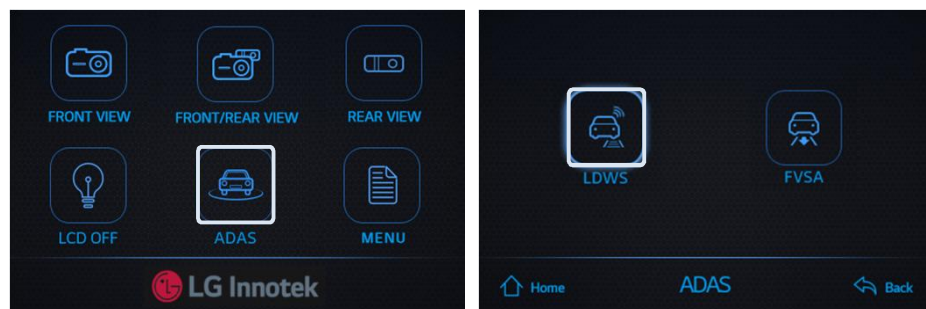 FRONT VIEW
FRONT/REAR VIEW
REAR VIEW
LCD OFF
ADAS
MENU
LG Innotek
LDWS
FVSA
Home
ADAS
Back